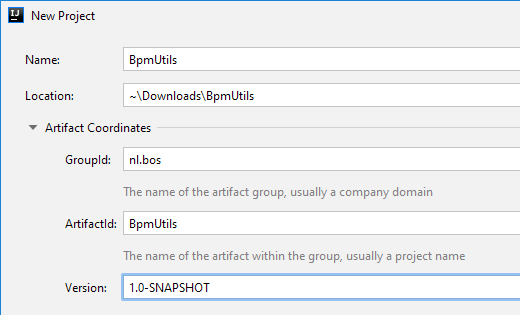 IJ New Project
Name: BpmUtils
Location: ~\Downloads\BpmUtils
Artifact Coordinates
GroupId: nl.bos
The name of the artifact group, usually a company domain
ArtifactId: BpmUtils
The name of the artifact within the group, usually a project name
Version: 1.0-SNAPSHOT